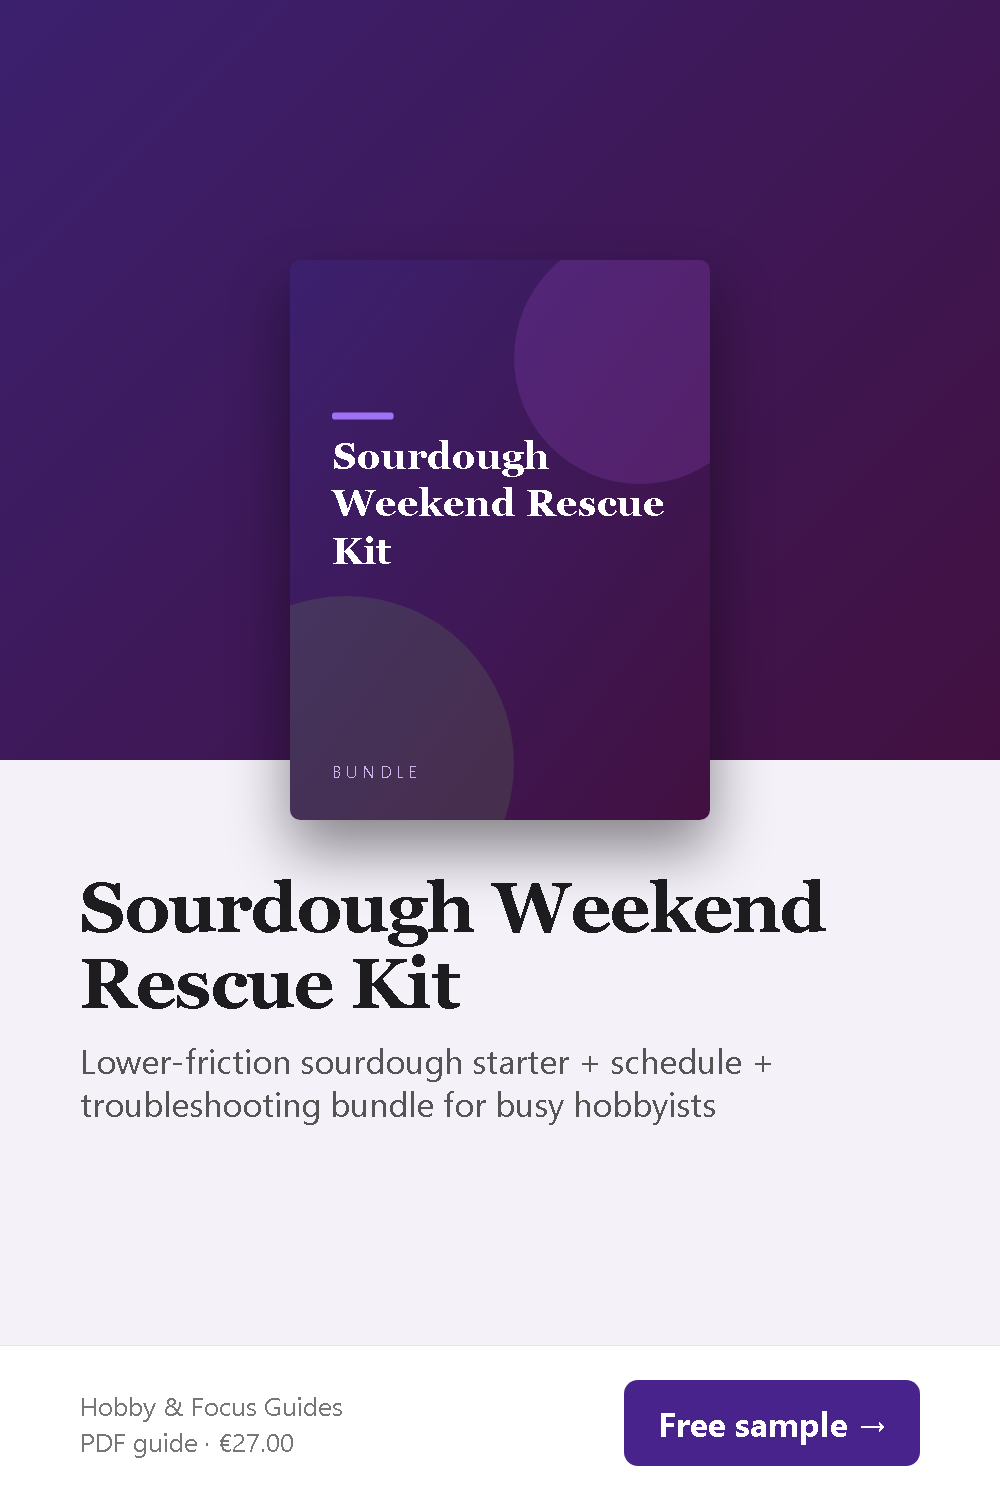 Sourdough
Weekend Rescue
Kit
BUNDLE
Sourdough Weekend
Rescue Kit
Lower-friction sourdough starter + schedule +
troubleshooting bundle for busy hobbyists
Hobby & Focus Guides
PDF guide · €27.00
Free sample →